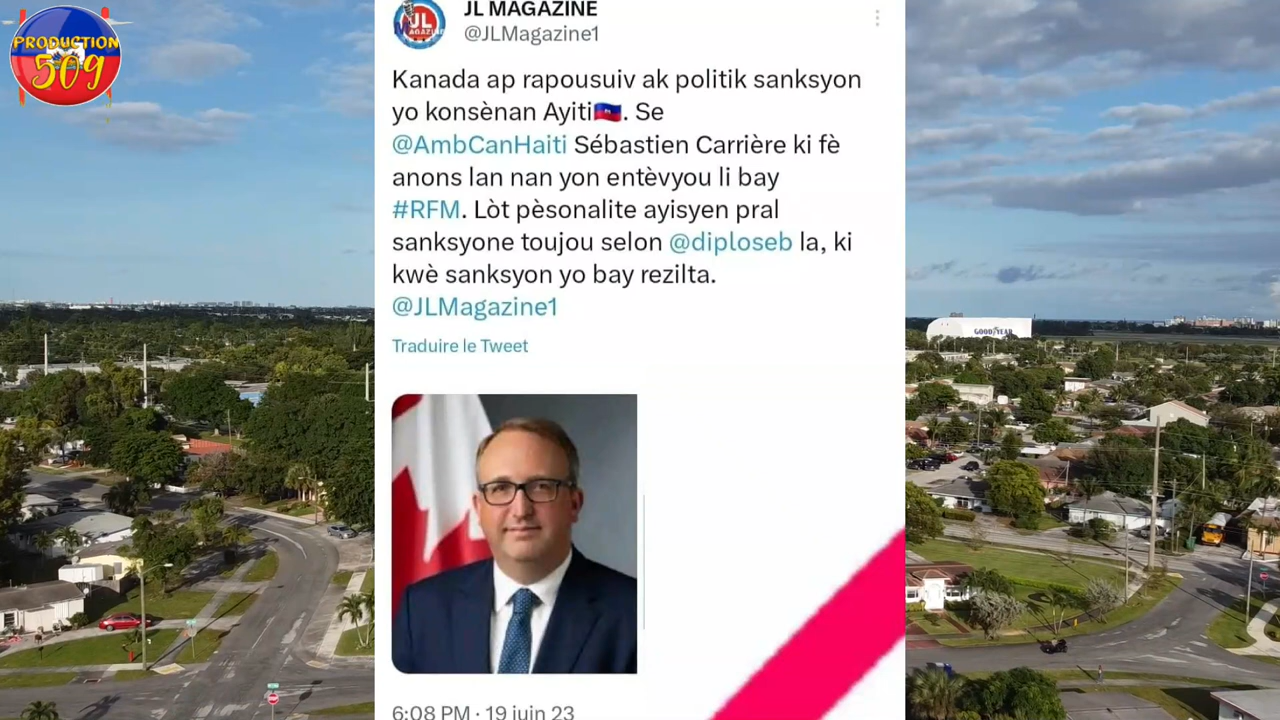 PRODUCTION
509
JL
MAGAZINE
JL MAGAZINE
@JLMagazine1
Kanada ap rapousuiv ak politik sanksyon
yo konsènan Ayiti🇭🇹. Se
@AmbCanHaiti Sébastien Carrière ki fè
anons lan nan yon entèvyou li bay
#RFM. Lòt pèsonalite ayisyen pral
sanksyone toujou selon @diploseb la, ki
kwè sanksyon yo bay rezilta.
@JLMagazine1
Traduire le Tweet
6:08 PM · 19 juin 23
GOODYEAR